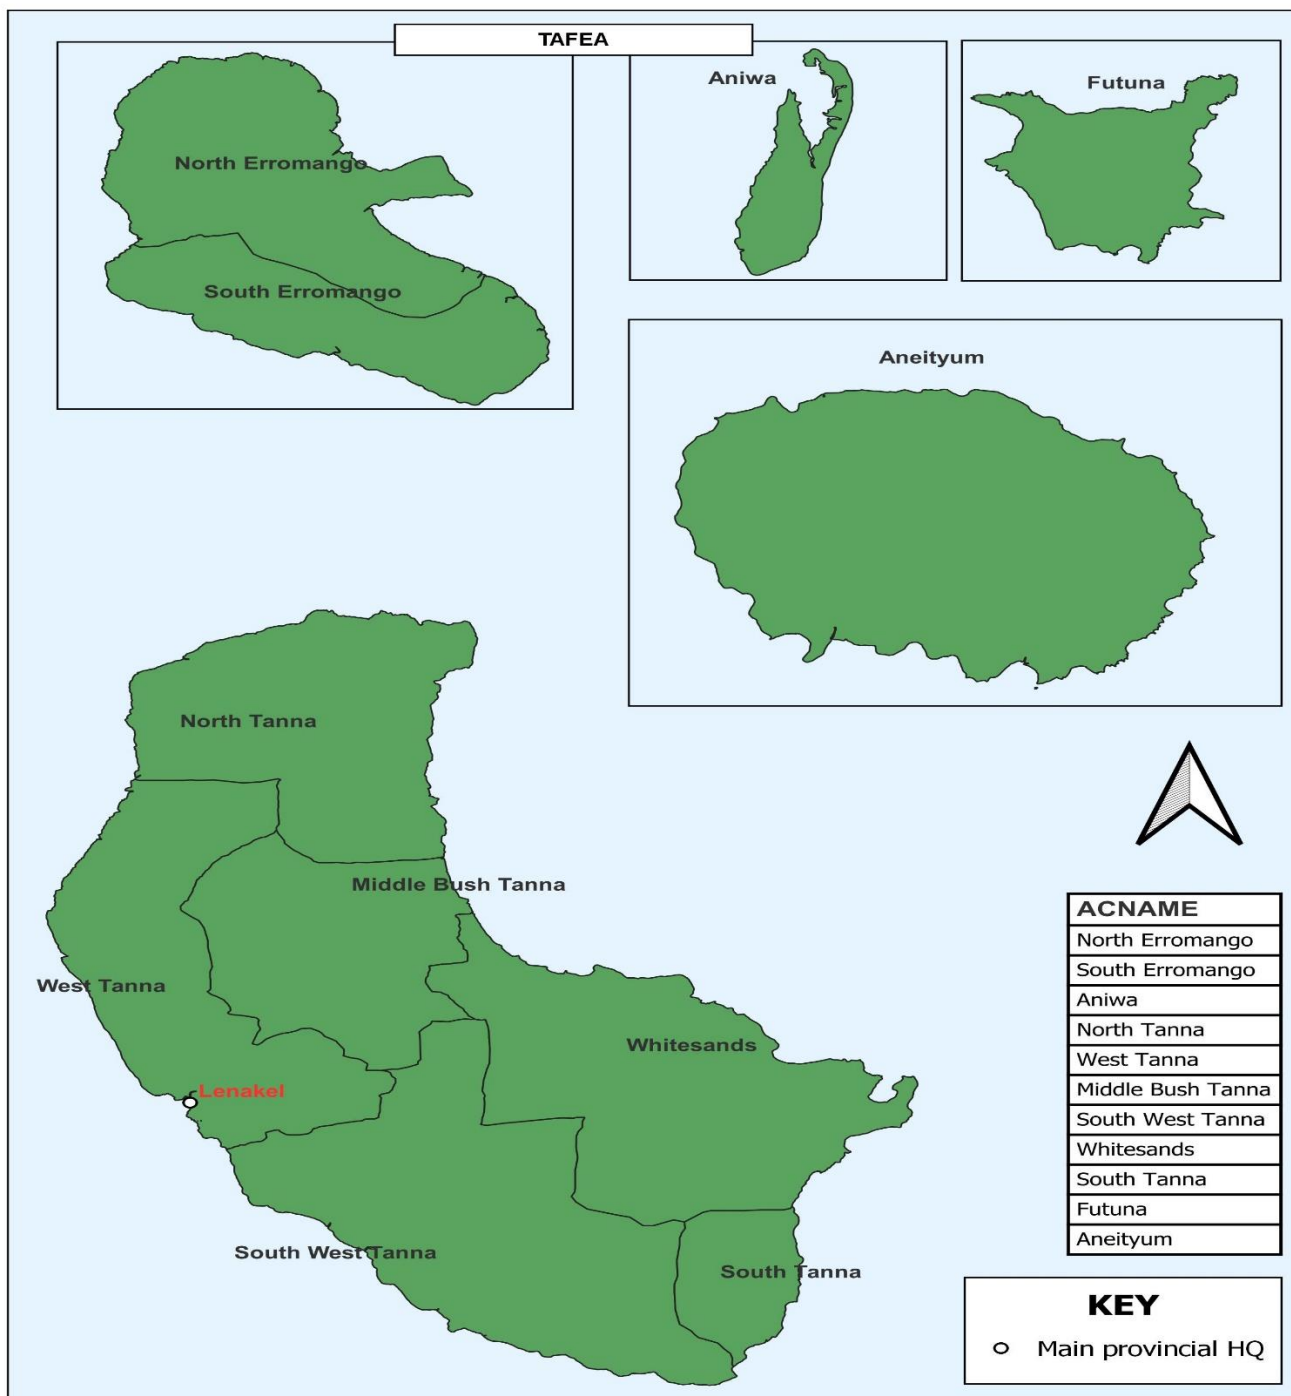 TAFEA
Aniwa
Futuna
North Erromango
South Erromango
Aneityum
North Tanna
Middle Bush Tanna
West Tanna
Whitesands
Lenakel
South West Tanna
South Tanna
ACNAME
North Erromango
South Erromango
Aniwa
North Tanna
West Tanna
Middle Bush Tanna
South West Tanna
Whitesands
South Tanna
Futuna
Aneityum
KEY
Main provincial HQ